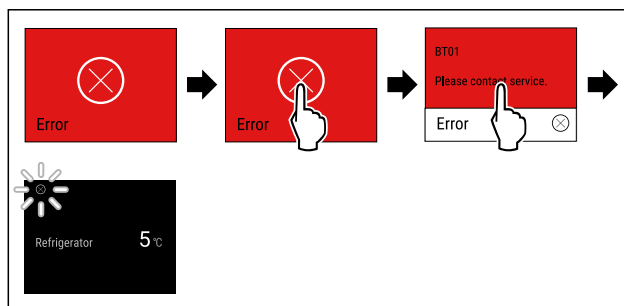 Error
Error
BT01
Please contact service.
Error
Refrigerator 5 °C